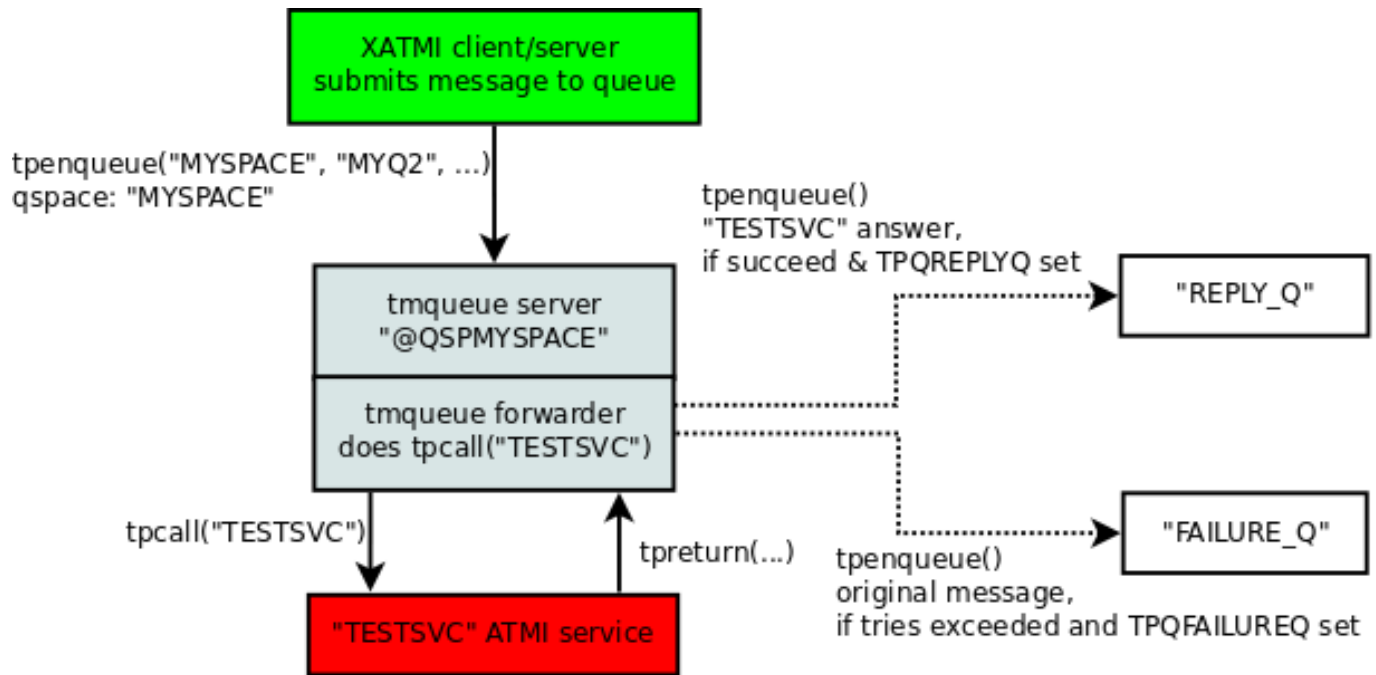 XATMI client/server
submits message to queue
tpenqueue("MYSPACE", "MYQ2", ...)
qspace: "MYSPACE"
tpenqueue()
"TESTSVC" answer,
if succeed & TPQREPLYQ set
"REPLY_Q"
tmqueue server
"@QSPMYSPACE"
tmqueue forwarder
does tpcall("TESTSVC")
tpcall("TESTSVC")
tpreturn(...)
"FAILURE_Q"
tpenqueue()
original message,
if tries exceeded and TPQFAILUREQ set
"TESTSVC" ATMI service